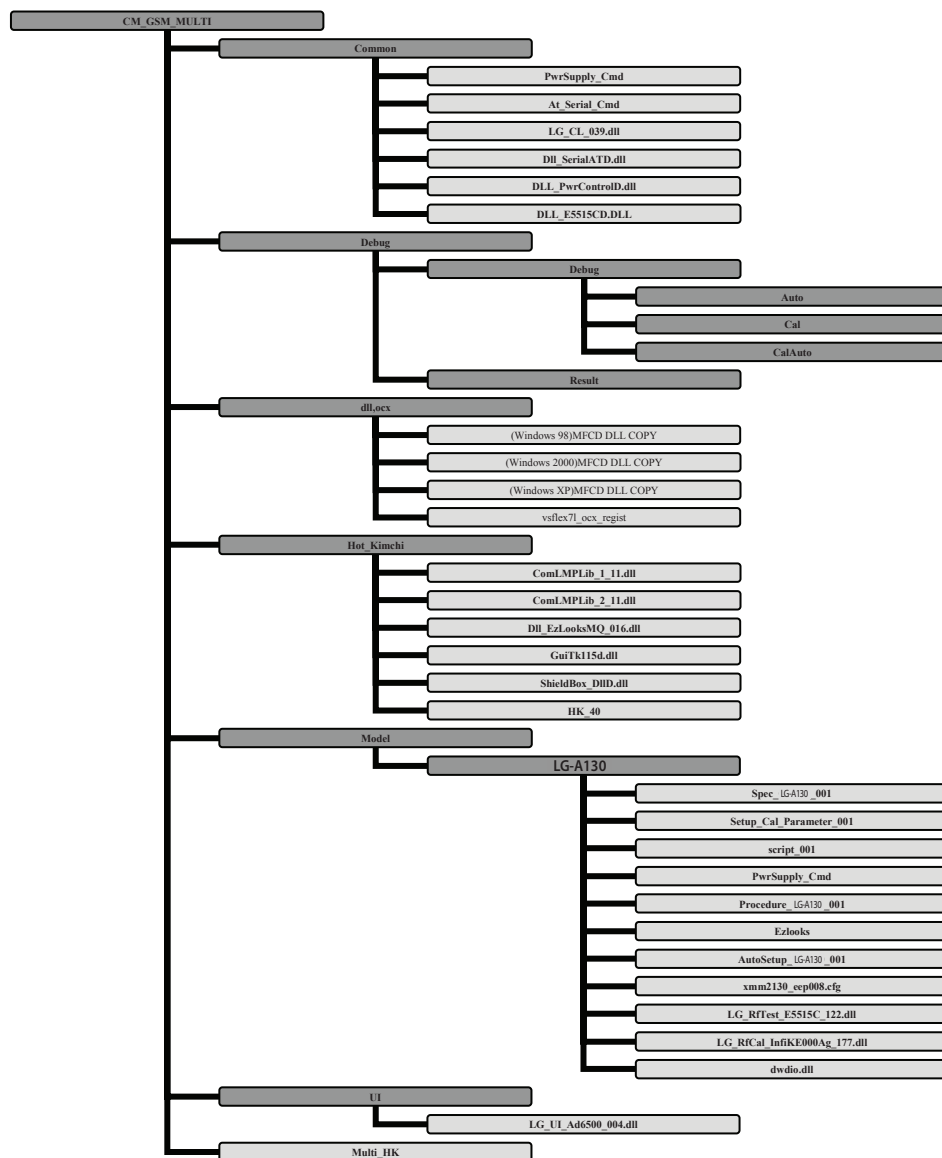 CM_GSM_MULTI
Common
PwrSupply_Cmd
At_Serial_Cmd
LG_CL_039.dll
Dll_SerialATD.dll
DLL_PwrControlD.dll
DLL_E5515CD.DLL
Debug
Debug
Auto
Cal
CalAuto
Result
dll,ocx
(Windows 98)MFCD DLL COPY
(Windows 2000)MFCD DLL COPY
(Windows XP)MFCD DLL COPY
vsflex7l_ocx_regist
Hot_Kimchi
ComLMPLib_1_11.dll
ComLMPLib_2_11.dll
Dll_EzLooksMQ_016.dll
GuiTk115d.dll
ShieldBox_DllD.dll
HK_40
Model
LG-A130
Spec_ LG-A130 _001
Setup_Cal_Parameter_001
script_001
PwrSupply_Cmd
Procedure_ LG-A130 _001
Ezlooks
AutoSetup_ LG-A130 _001
xmm2130_eep008.cfg
LG_RfTest_E5515C_122.dll
LG_RfCal_InfiKE000Ag_177.dll
dwdio.dll
UI
LG_UI_Ad6500_004.dll
Multi_HK